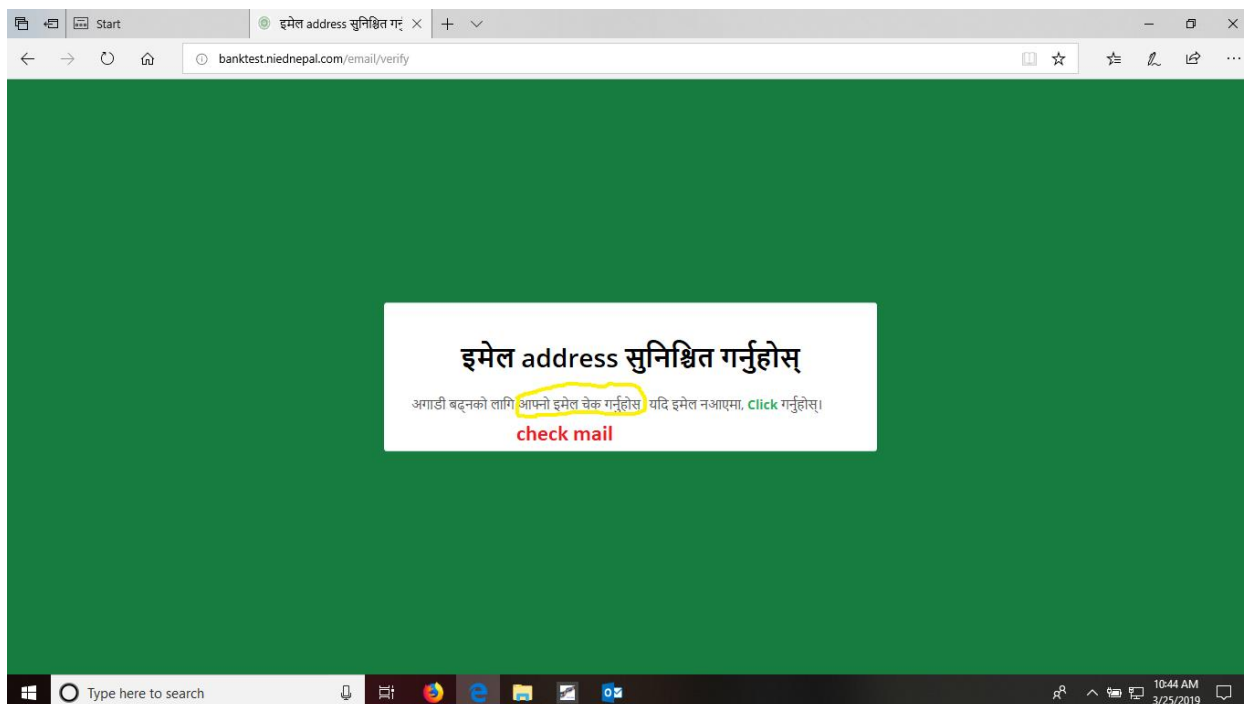 Start
इमेल address सुनिश्चित गर्नु
banktest.niednepal.com/email/verify
इमेल address सुनिश्चित गर्नुहोस्
अगाडी बढ्नको लागि आफ्नो इमेल चेक गर्नुहोस् यदि इमेल नआएमा, Click गर्नुहोस्।
check mail
Type here to search
10:44 AM
3/25/2019